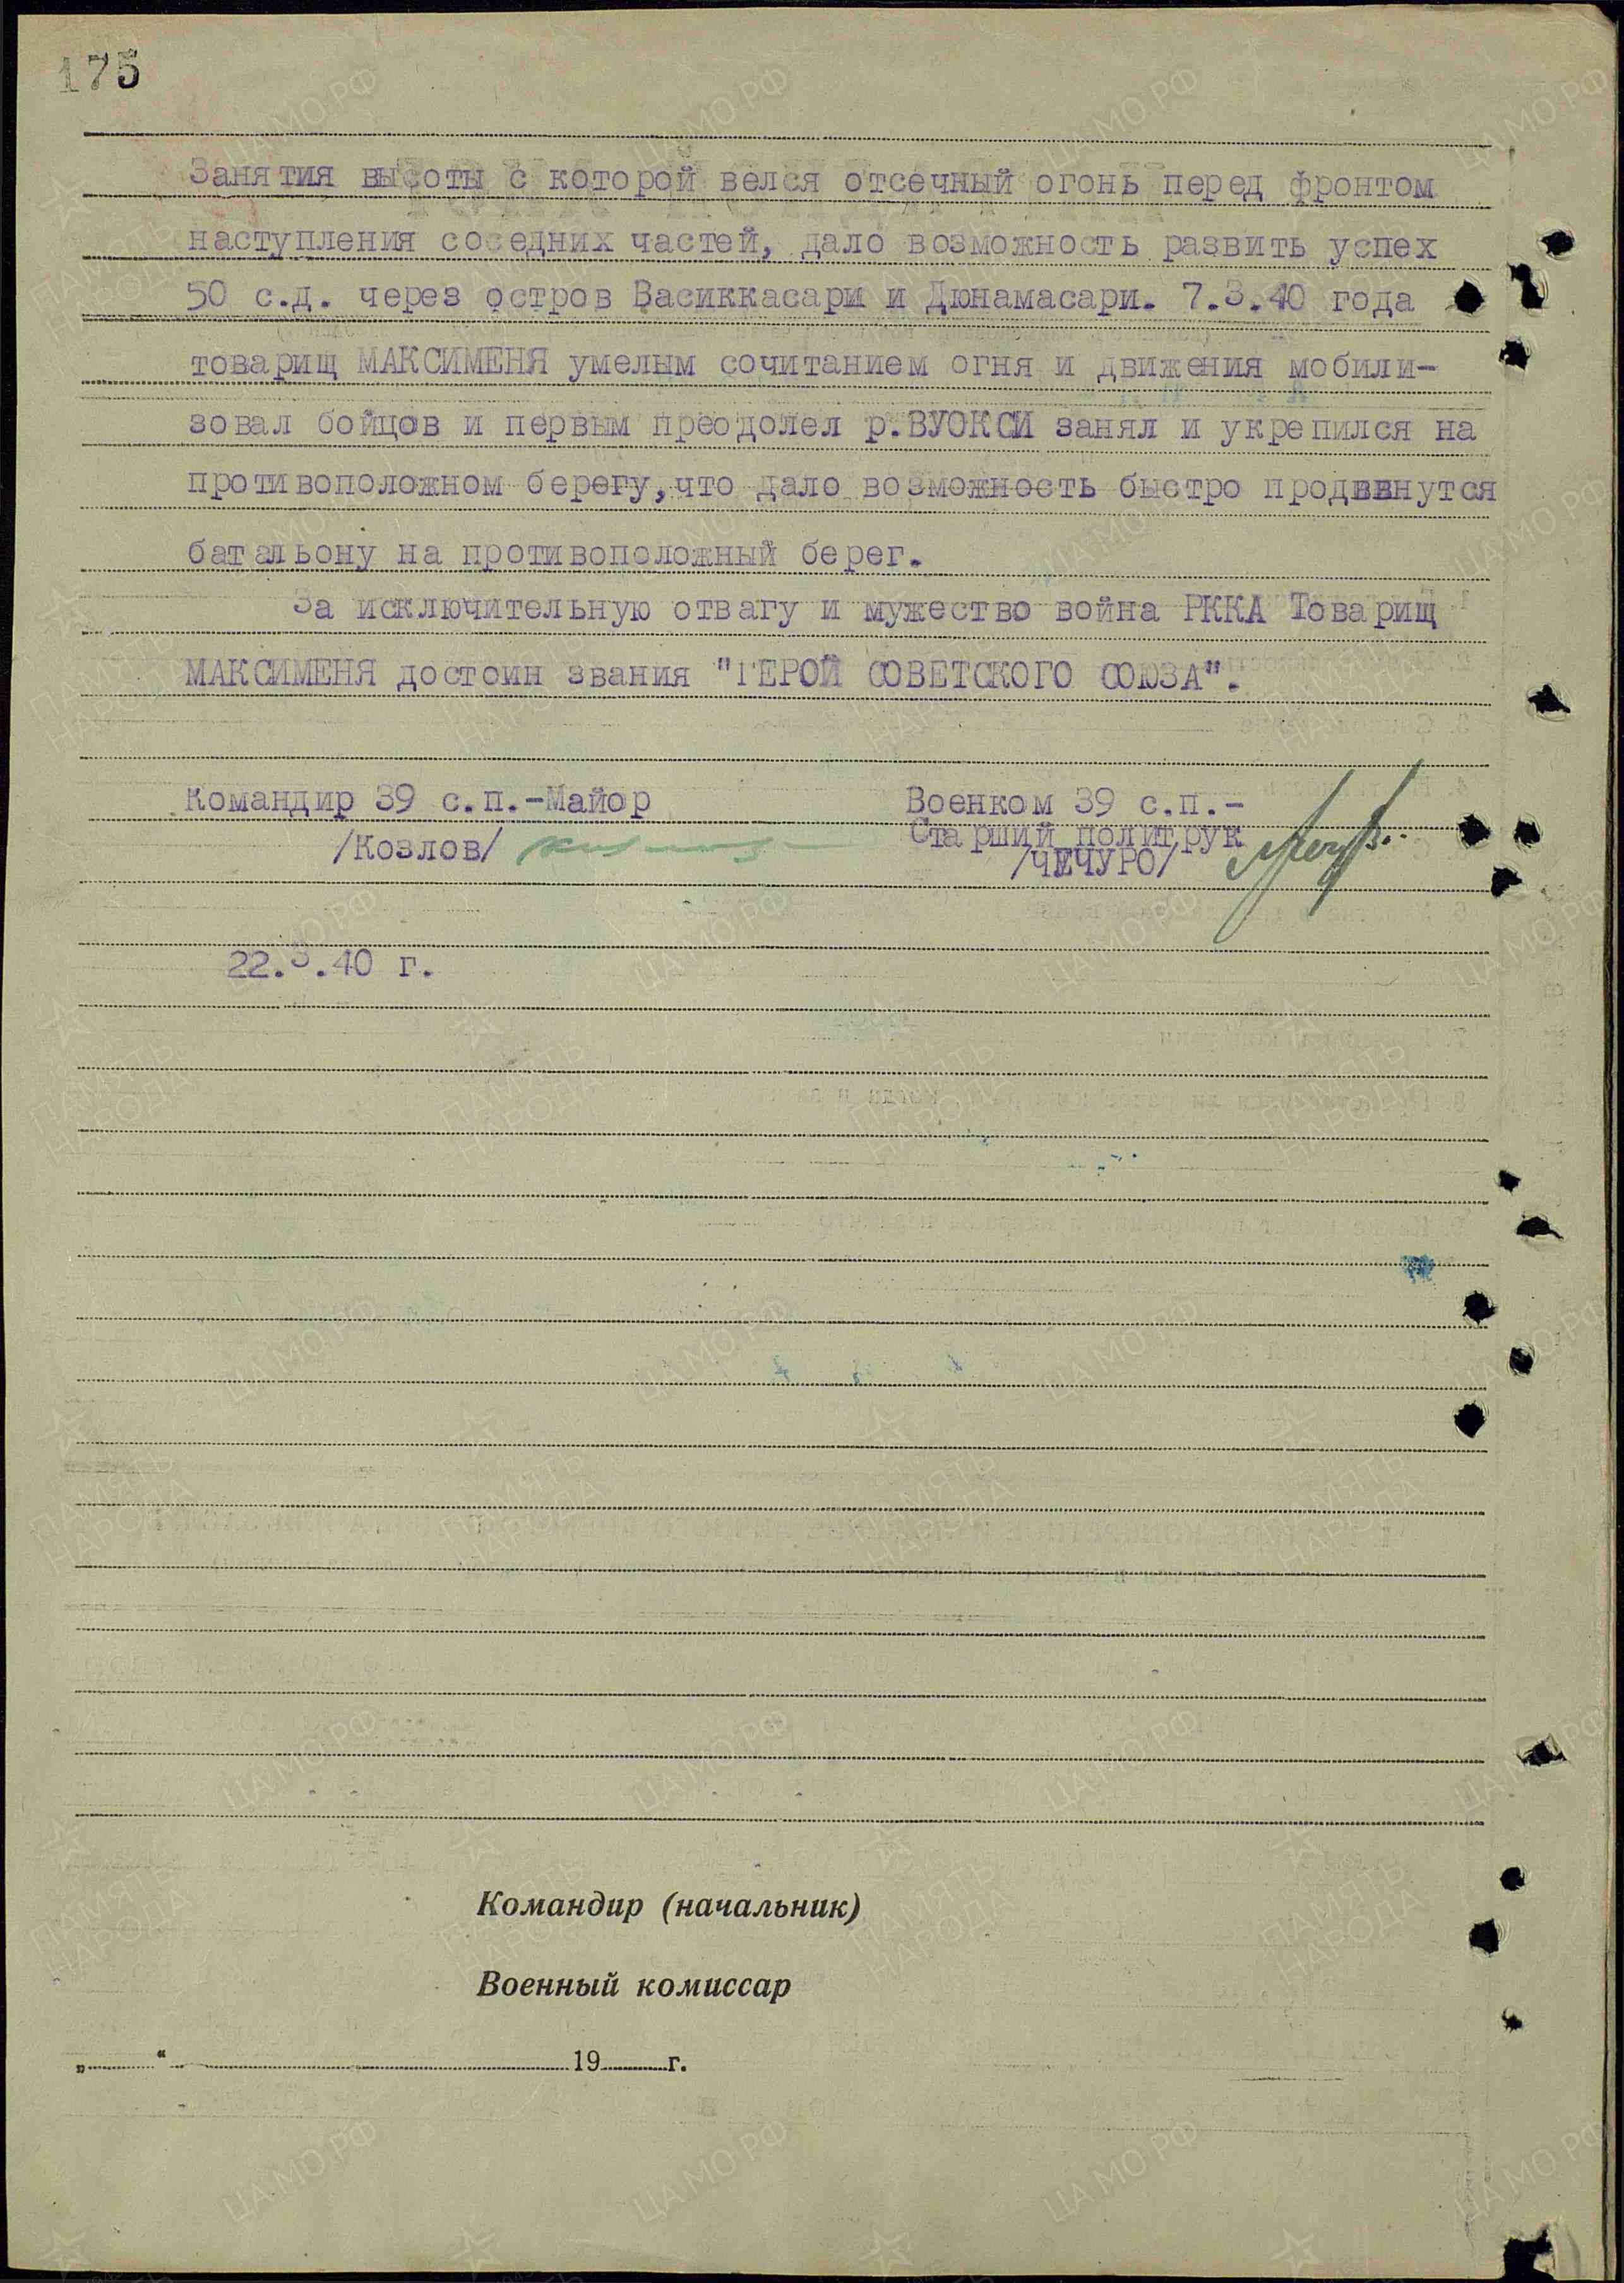 175
Занятия высоты с которой велся отсечный огонь перед фронтом
наступления соседних частей, дало возможность развить успех
50 с.д. через остров Васиккасари и Дюнамасари. 7.3.40 года
товарищ МАКСИМЕНЯ умелым сочитанием огня и движения мобили-
зовал бойцов и первым преодолел р.ВУОКСИ занял и укрепился на
противоположном берегу,что дало возможность быстро продвинутся
батальону на противоположный берег.
За исключительную отвагу и мужество война РККА Товарищ
МАКСИМЕНЯ достоин звания "ГЕРОЙ СОВЕТСКОГО СОЮЗА".
Командир 39 с.п.-Майор
/Козлов/
Военком 39 с.п.-
Старший политрук
/ЧЕЧУРО/
22.3.40 г.
Командир (начальник)
Военный комиссар
„ “ 19 г.